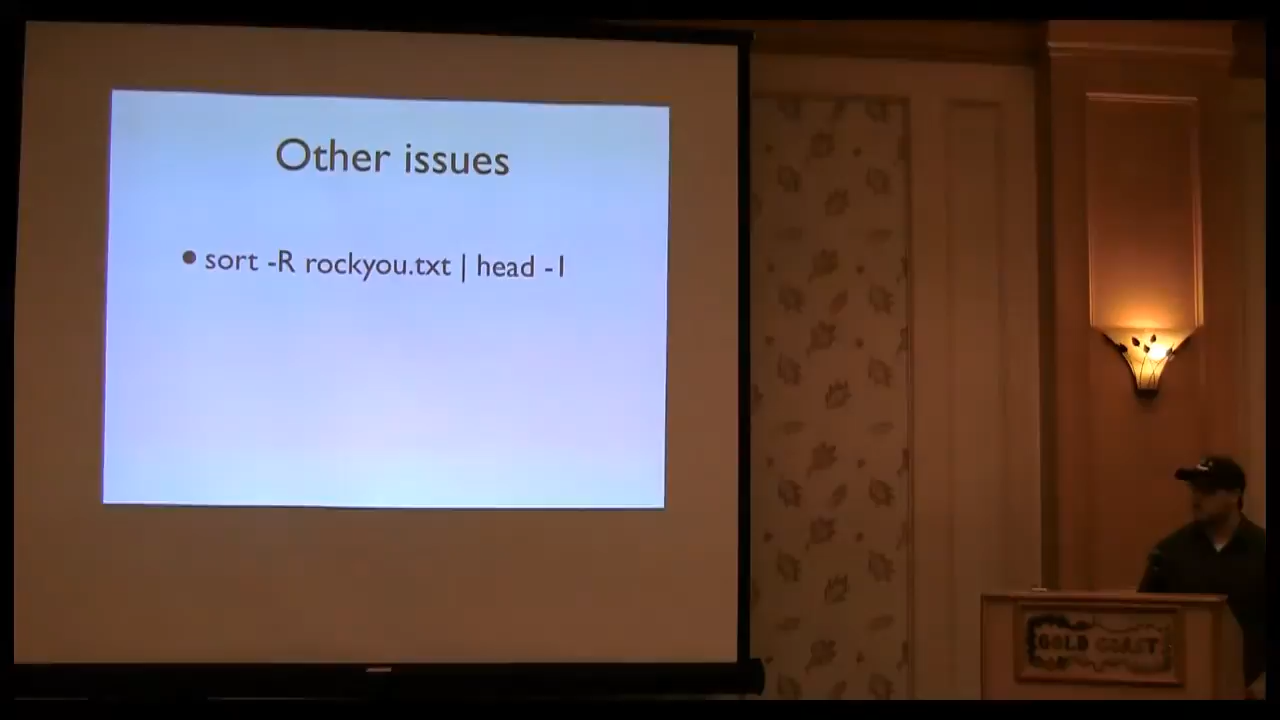 Other issues
• sort -R rockyou.txt | head -1
GOLD COAST